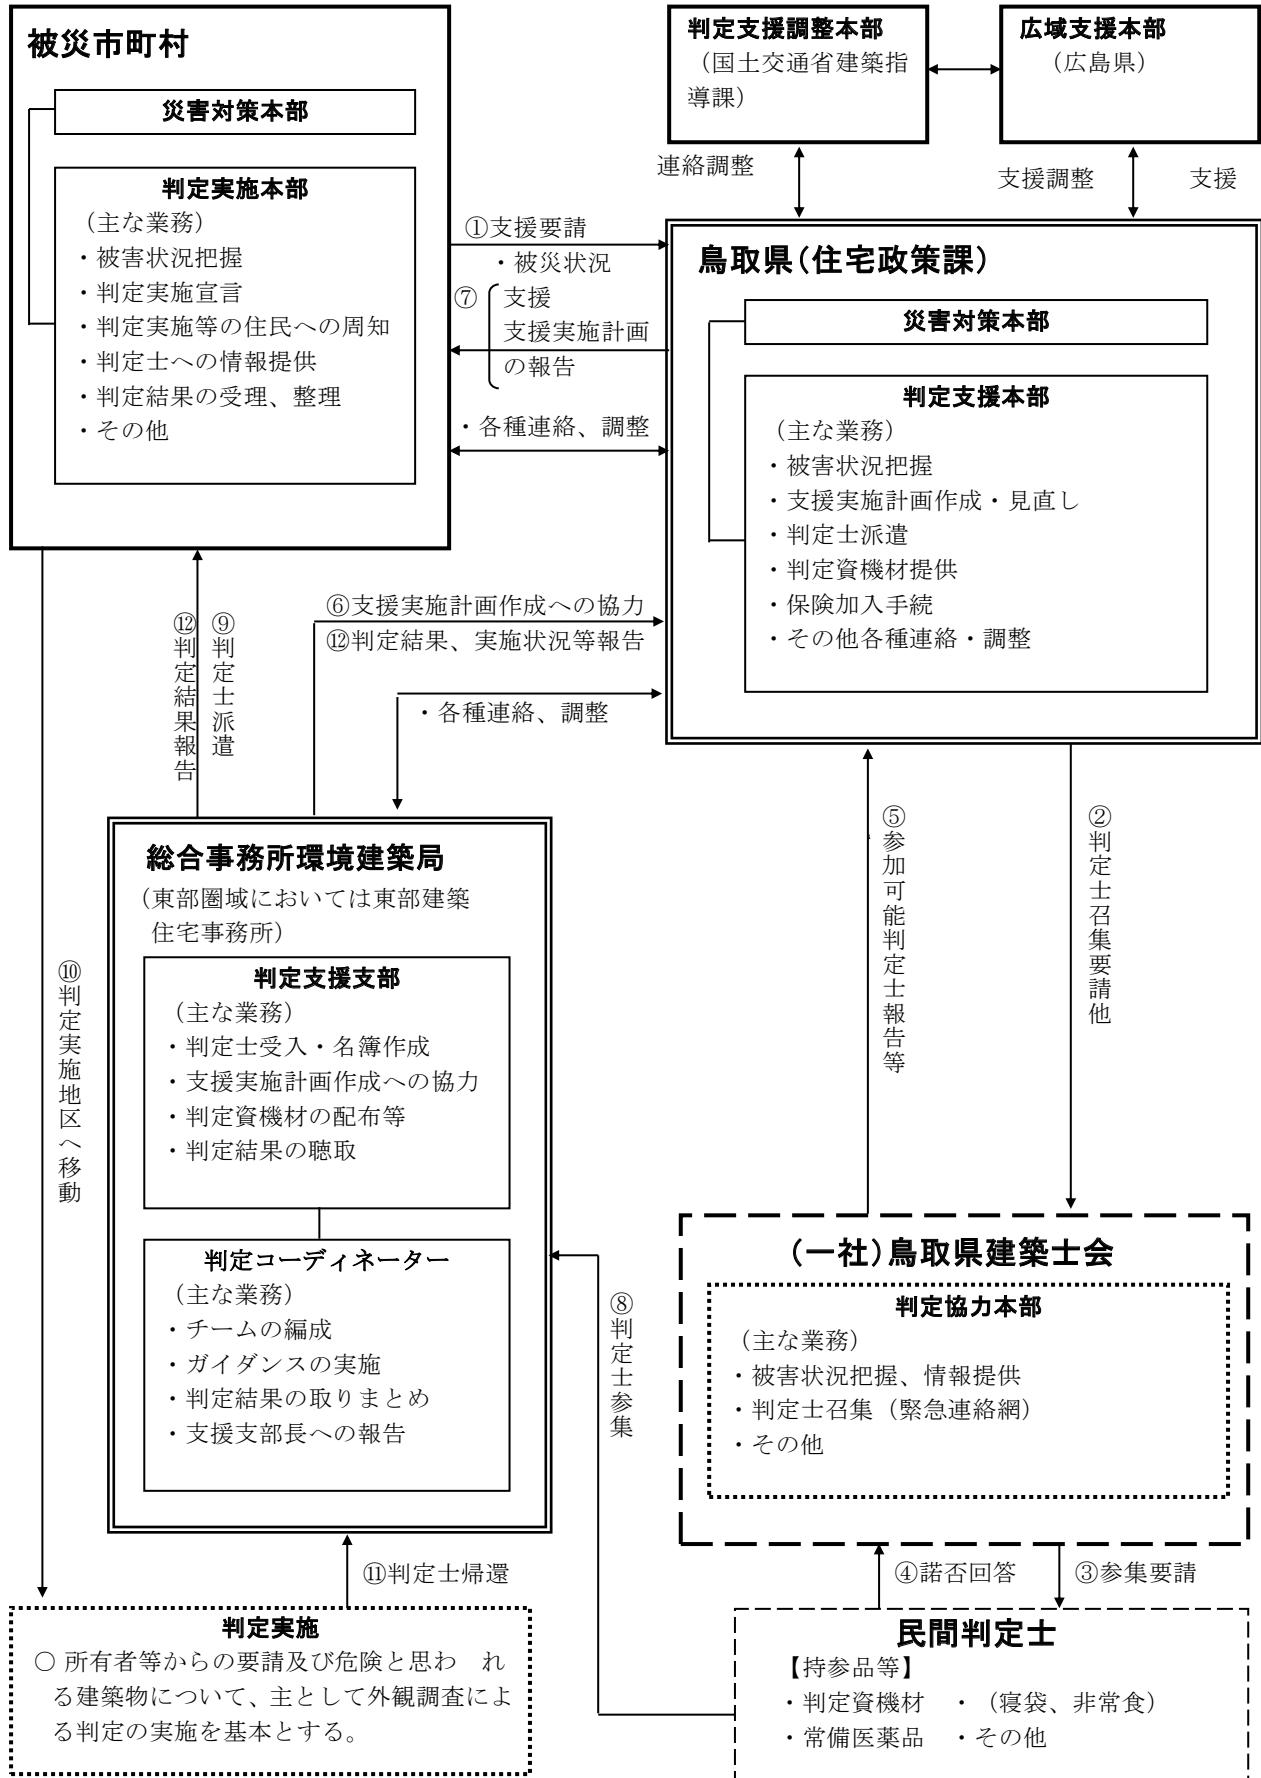 被災市町村
災害対策本部
判定実施本部
（主な業務）
・被害状況把握
・判定実施宣言
・判定実施等の住民への周知
・判定士への情報提供
・判定結果の受理、整理
・その他
判定支援調整本部
（国土交通省建築指
導課）
広域支援本部
（広島県）
連絡調整
支援調整
支援
①支援要請
・被災状況
⑦
支援
支援実施計画
の報告
・各種連絡、調整
鳥取県（住宅政策課）
災害対策本部
判定支援本部
（主な業務）
・被害状況把握
・支援実施計画作成・見直し
・判定士派遣
・判定資機材提供
・保険加入手続
・その他各種連絡・調整
⑥支援実施計画作成への協力
⑫判定結果、実施状況等報告
・各種連絡、調整
⑫判定結果報告
⑨判定士派遣
総合事務所環境建築局
（東部圏域においては東部建築
住宅事務所）
判定支援支部
（主な業務）
・判定士受入・名簿作成
・支援実施計画作成への協力
・判定資機材の配布等
・判定結果の聴取
判定コーディネーター
（主な業務）
・チームの編成
・ガイダンスの実施
・判定結果の取りまとめ
・支援支部長への報告
⑩判定実施地区へ移動
⑤参加可能判定士報告等
②判定士召集要請他
⑧判定士参集
（一社）鳥取県建築士会
判定協力本部
（主な業務）
・被害状況把握、情報提供
・判定士召集（緊急連絡網）
・その他
⑪判定士帰還
④諾否回答
③参集要請
判定実施
○ 所有者等からの要請及び危険と思わ　れ
る建築物について、主として外観調査によ
る判定の実施を基本とする。
民間判定士
【持参品等】
・判定資機材　・（寝袋、非常食）
・常備医薬品　・その他